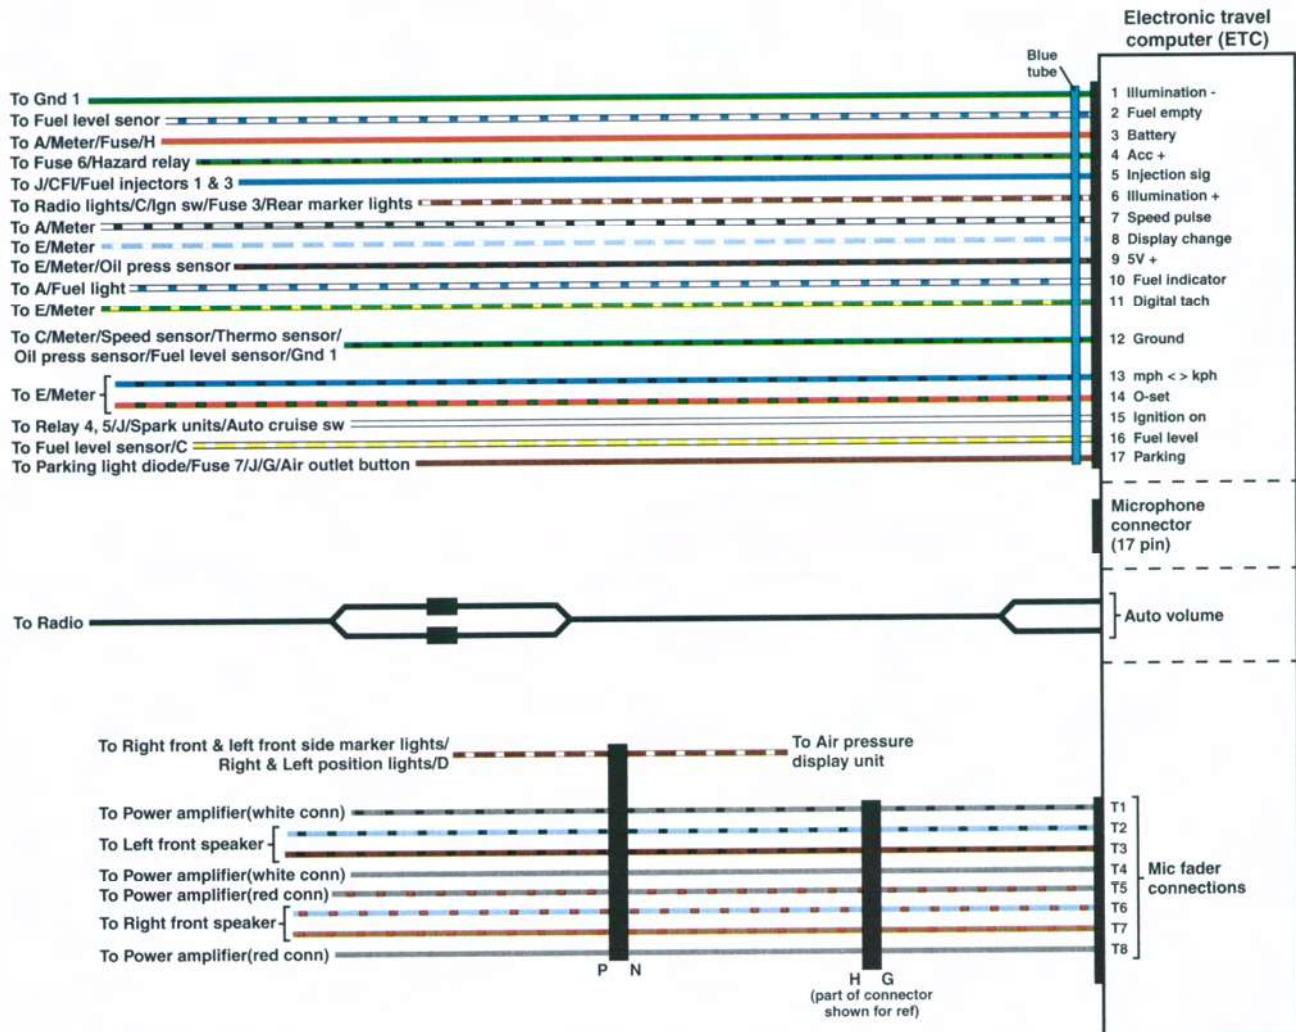 Electronic travel
computer (ETC)
Blue
tube
To Gnd 1
1 Illumination -
To Fuel level senor
2 Fuel empty
To A/Meter/Fuse/H
3 Battery
To Fuse 6/Hazard relay
4 Acc +
To J/CFI/Fuel injectors 1 & 3
5 Injection sig
To Radio lights/C/Ign sw/Fuse 3/Rear marker lights
6 Illumination +
To A/Meter
7 Speed pulse
To E/Meter
8 Display change
To E/Meter/Oil press sensor
9 5V +
To A/Fuel light
10 Fuel indicator
To E/Meter
11 Digital tach
To C/Meter/Speed sensor/Thermo sensor/
Oil press sensor/Fuel level sensor/Gnd 1
12 Ground
To E/Meter
13 mph < > kph
14 O-set
To Relay 4, 5/J/Spark units/Auto cruise sw
15 Ignition on
To Fuel level sensor/C
16 Fuel level
To Parking light diode/Fuse 7/J/G/Air outlet button
17 Parking
Microphone
connector
(17 pin)
To Radio
Auto volume
To Right front & left front side marker lights/
Right & Left position lights/D
To Air pressure
display unit
To Power amplifier(white conn)
T1
To Left front speaker
T2
T3
To Power amplifier(white conn)
T4
To Power amplifier(red conn)
T5
To Right front speaker
T6
T7
To Power amplifier(red conn)
T8
Mic fader
connections
P N
H G
(part of connector
shown for ref)